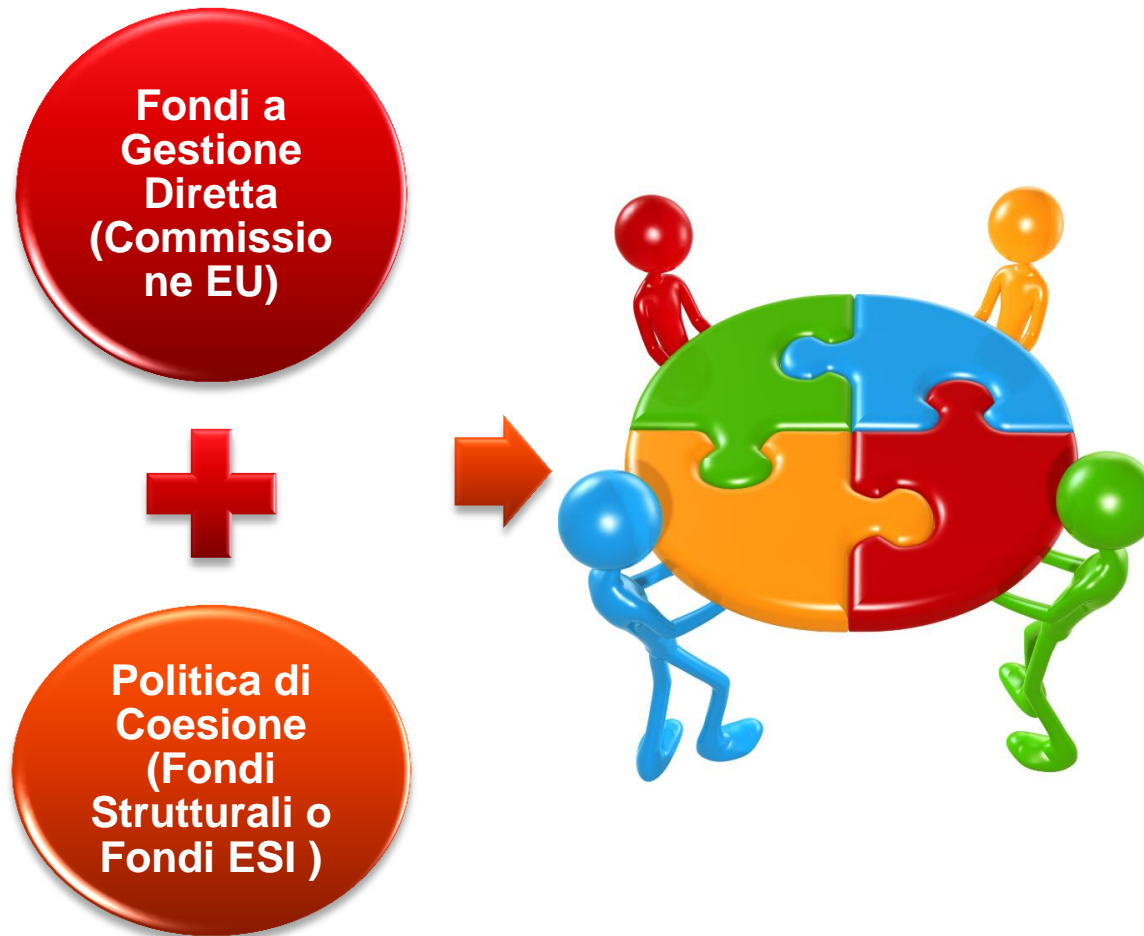 Fondi a
Gestione
Diretta
(Commissio
ne EU)
Politica di
Coesione
(Fondi
Strutturali o
Fondi ESI )